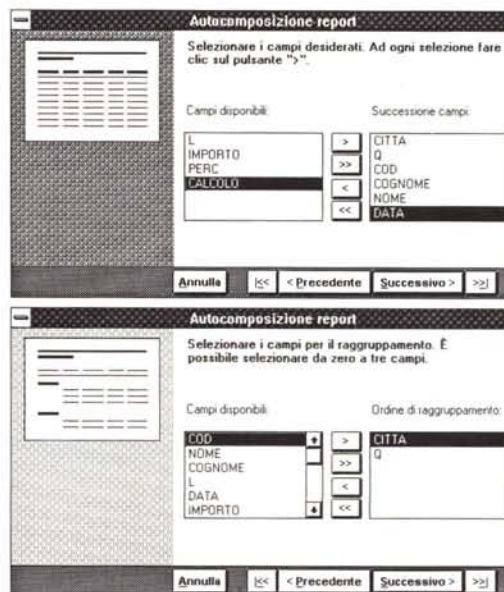 Autocomposizione report
Selezionare i campi desiderati. Ad ogni selezione fare
clic sul pulsante ">".
Campi disponibili: Successione campi:
L
IMPORTO
PERC
CALCOLO
>
>>
<
<<
CITTA
Q
COD
COGNOME
NOME
DATA
Annulla |<< < Precedente Successivo > >>|
Autocomposizione report
Selezionare i campi per il raggruppamento. È
possibile selezionare da zero a tre campi.
Campi disponibili: Ordine di raggruppamento:
COD
NOME
COGNOME
L
DATA
IMPORTO
>
>>
<
<<
CITTA
Q
Annulla |<< < Precedente Successivo > >>|